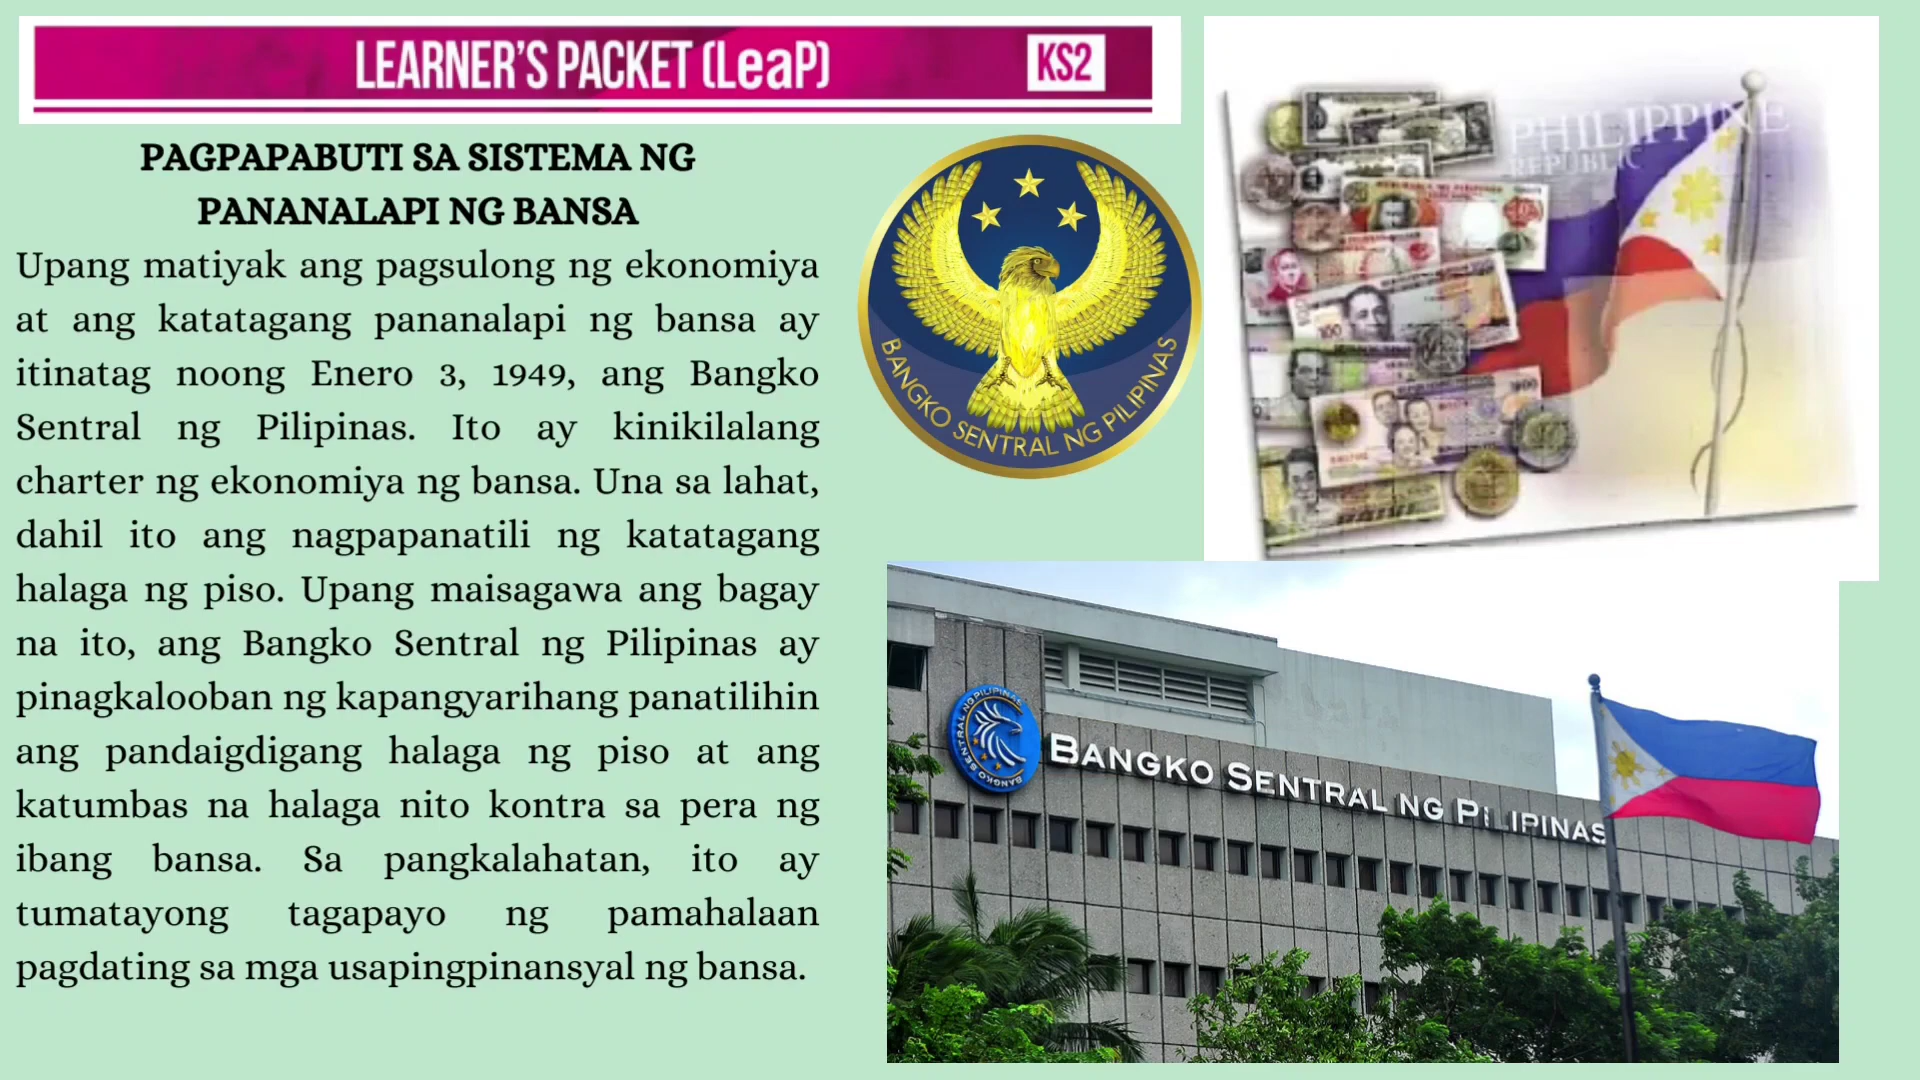 LEARNER'S PACKET (LeaP)
KS2
PAGPAPABUTI SA SISTEMA NG
PANANALAPI NG BANSA
Upang matiyak ang pagsulong ng ekonomiya
at ang katatagang pananalapi ng bansa ay
itinatag noong Enero 3, 1949, ang Bangko
Sentral ng Pilipinas. Ito ay kinikilalang
charter ng ekonomiya ng bansa. Una sa lahat,
dahil ito ang nagpapanatili ng katatagang
halaga ng piso. Upang maisagawa ang bagay
na ito, ang Bangko Sentral ng Pilipinas ay
pinagkalooban ng kapangyarihang panatilihin
ang pandaigdigang halaga ng piso at ang
katumbas na halaga nito kontra sa pera ng
ibang bansa. Sa pangkalahatan, ito ay
tumatayong tagapayo ng pamahalaan
pagdating sa mga usapingpinansyal ng bansa.
BANGKO SENTRAL NG PILIPINAS
PHILIPPINE
REPUBLIC
100
BANGKO SENTRAL NG PILIPINAS
BANGKO SENTRAL NG PILIPINAS